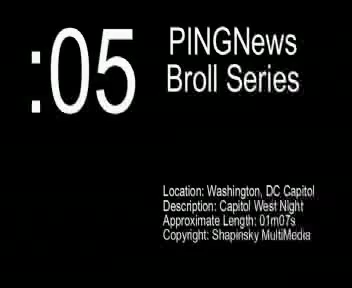 :05
PINGNews
Broll Series
Location: Washington, DC Capitol
Description: Capitol West Night
Approximate Length: 01m07s
Copyright: Shapinsky MultiMedia